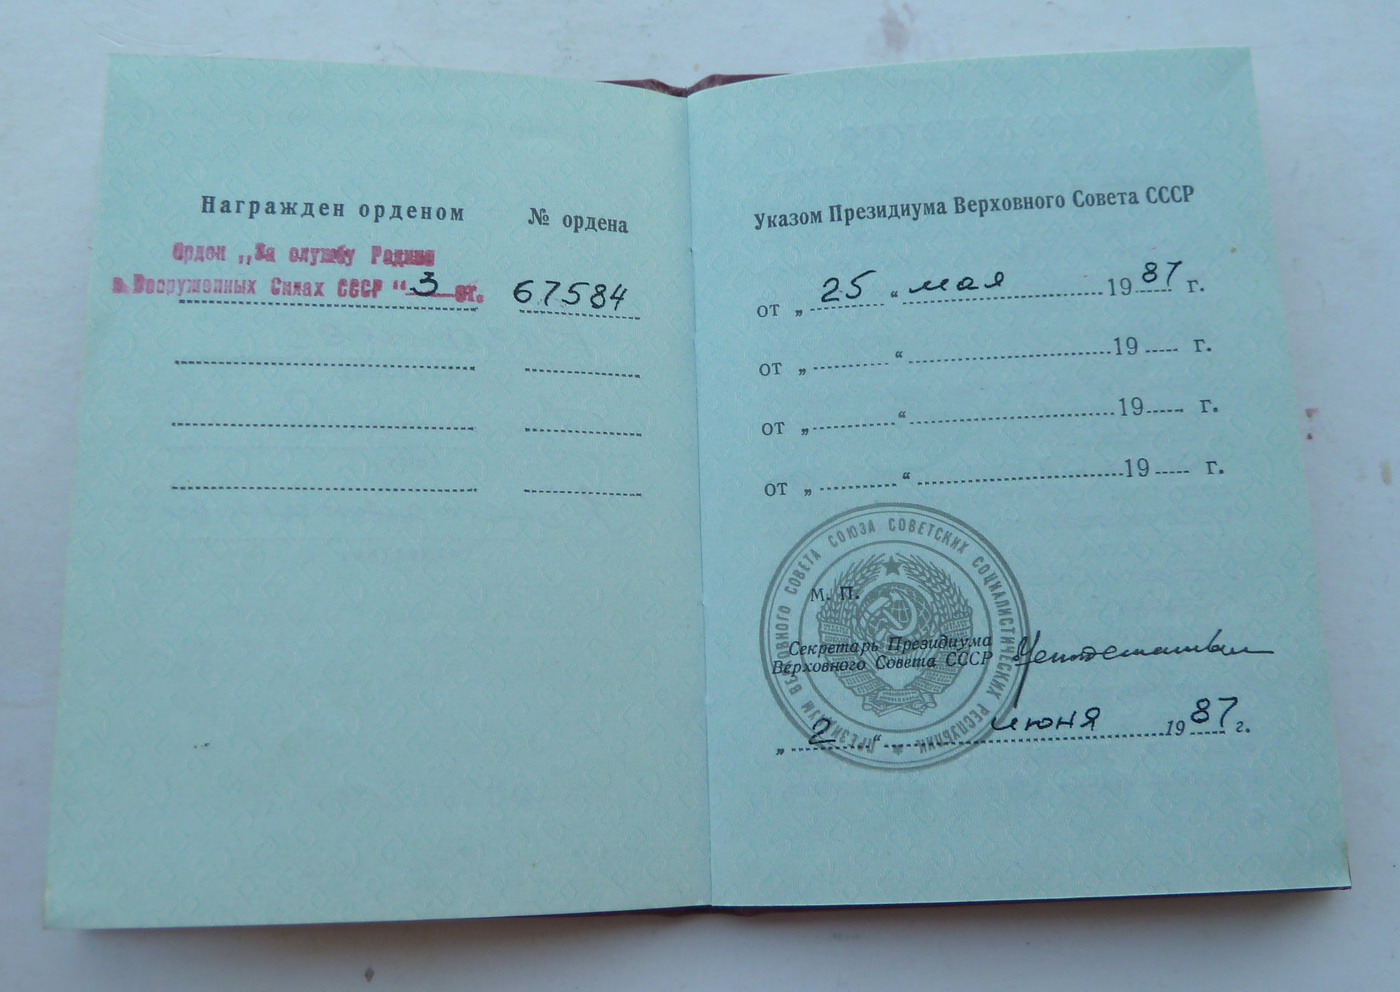 Награжден орденом № ордена
Орден „За службу Родине
в Вооруженных Силах СССР“ 3 ст. 67584
Указом Президиума Верховного Совета СССР
от „ 25 “ мая 1987 г.
от „ “ 19 г.
от „ “ 19 г.
от „ “ 19 г.
ПРЕЗИДИУМ ВЕРХОВНОГО СОВЕТА СОЮЗА СОВЕТСКИХ СОЦИАЛИСТИЧЕСКИХ РЕСПУБЛИК
М. П.
Секретарь Президиума
Верховного Совета СССР
„ 2 “ июня 1987 г.